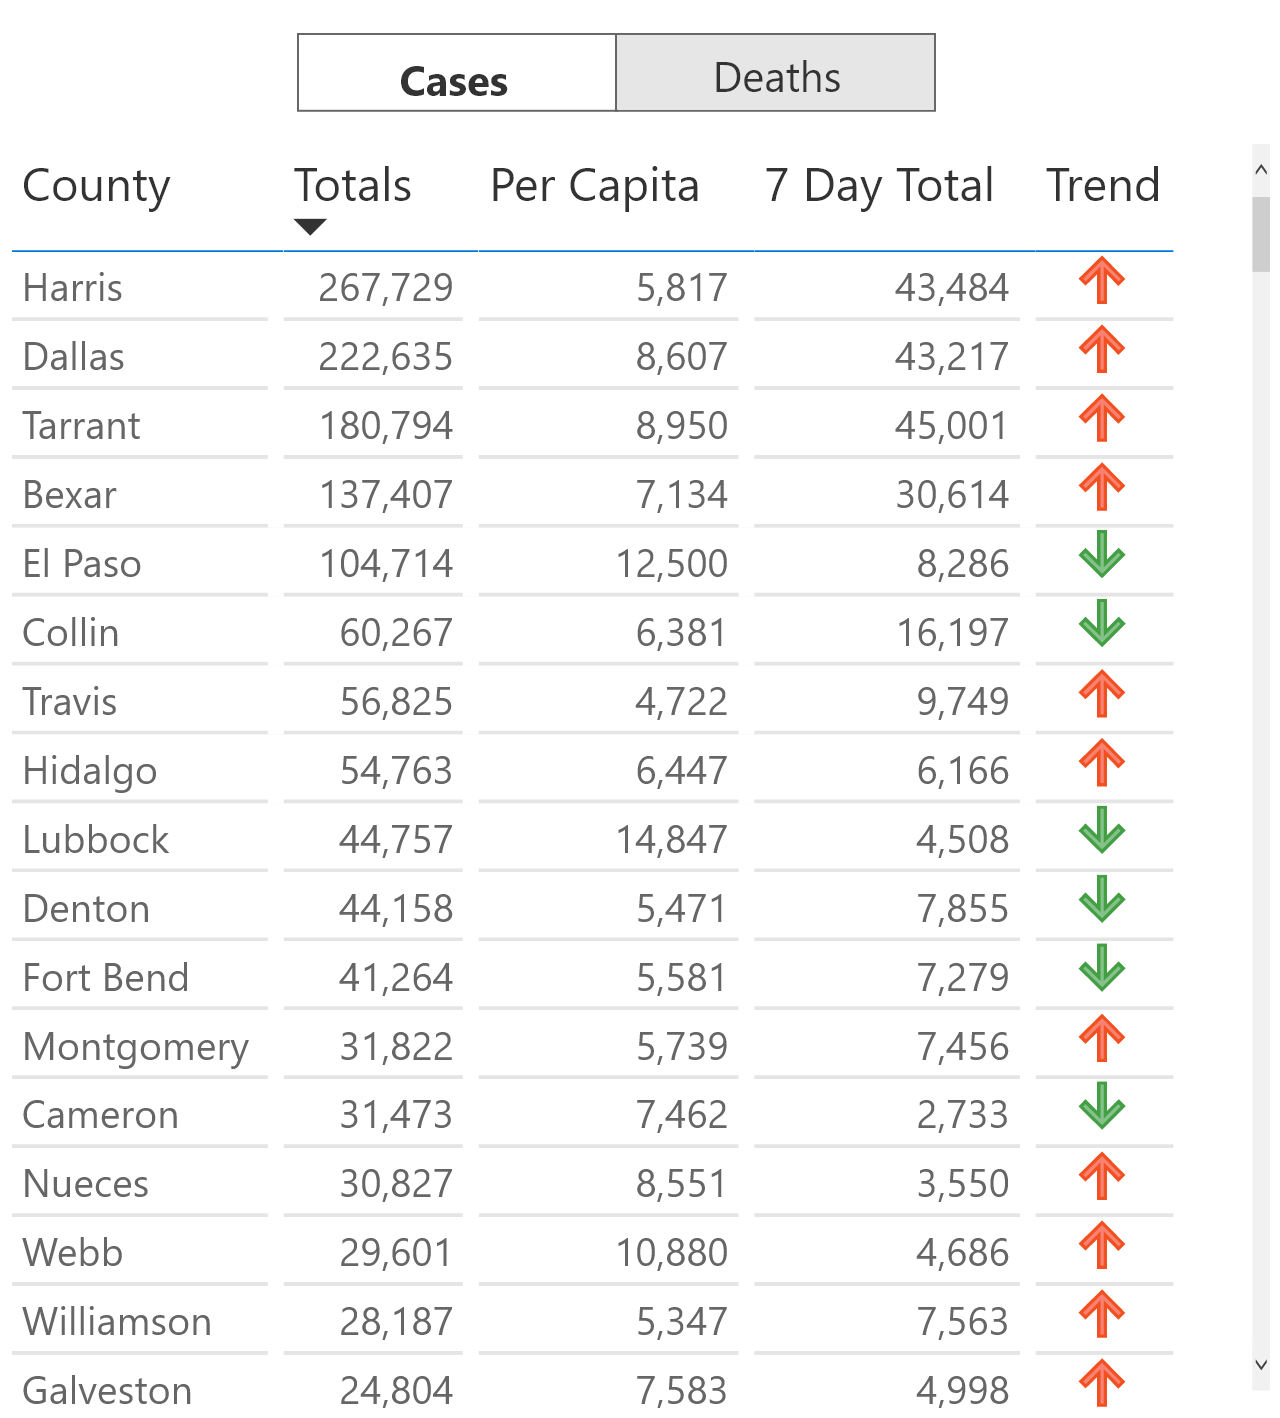 Cases Deaths
County Totals Per Capita 7 Day Total Trend
Harris 267,729 5,817 43,484
Dallas 222,635 8,607 43,217
Tarrant 180,794 8,950 45,001
Bexar 137,407 7,134 30,614
El Paso 104,714 12,500 8,286
Collin 60,267 6,381 16,197
Travis 56,825 4,722 9,749
Hidalgo 54,763 6,447 6,166
Lubbock 44,757 14,847 4,508
Denton 44,158 5,471 7,855
Fort Bend 41,264 5,581 7,279
Montgomery 31,822 5,739 7,456
Cameron 31,473 7,462 2,733
Nueces 30,827 8,551 3,550
Webb 29,601 10,880 4,686
Williamson 28,187 5,347 7,563
Galveston 24,804 7,583 4,998